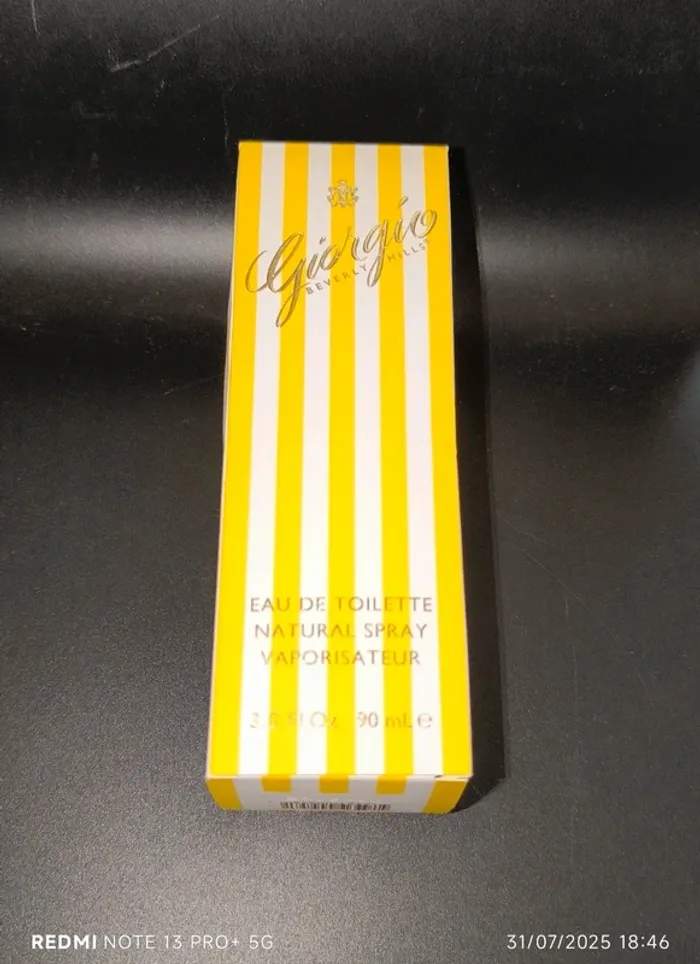 Giorgio
BEVERLY HILLS
EAU DE TOILETTE
NATURAL SPRAY
VAPORISATEUR
3.0 Fl Oz 90 mL e
REDMI NOTE 13 PRO+ 5G
31/07/2025 18:46